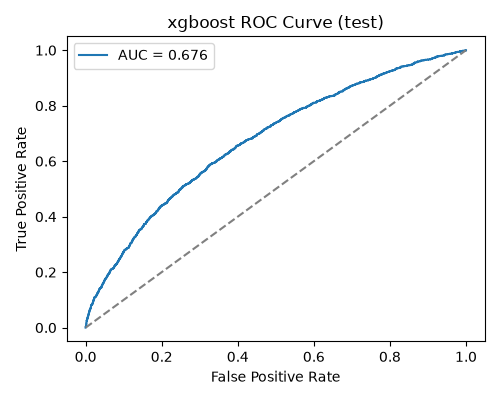 xgboost ROC Curve (test)
AUC = 0.676
True Positive Rate
1.0
0.8
0.6
0.4
0.2
0.0
0.0 0.2 0.4 0.6 0.8 1.0
False Positive Rate